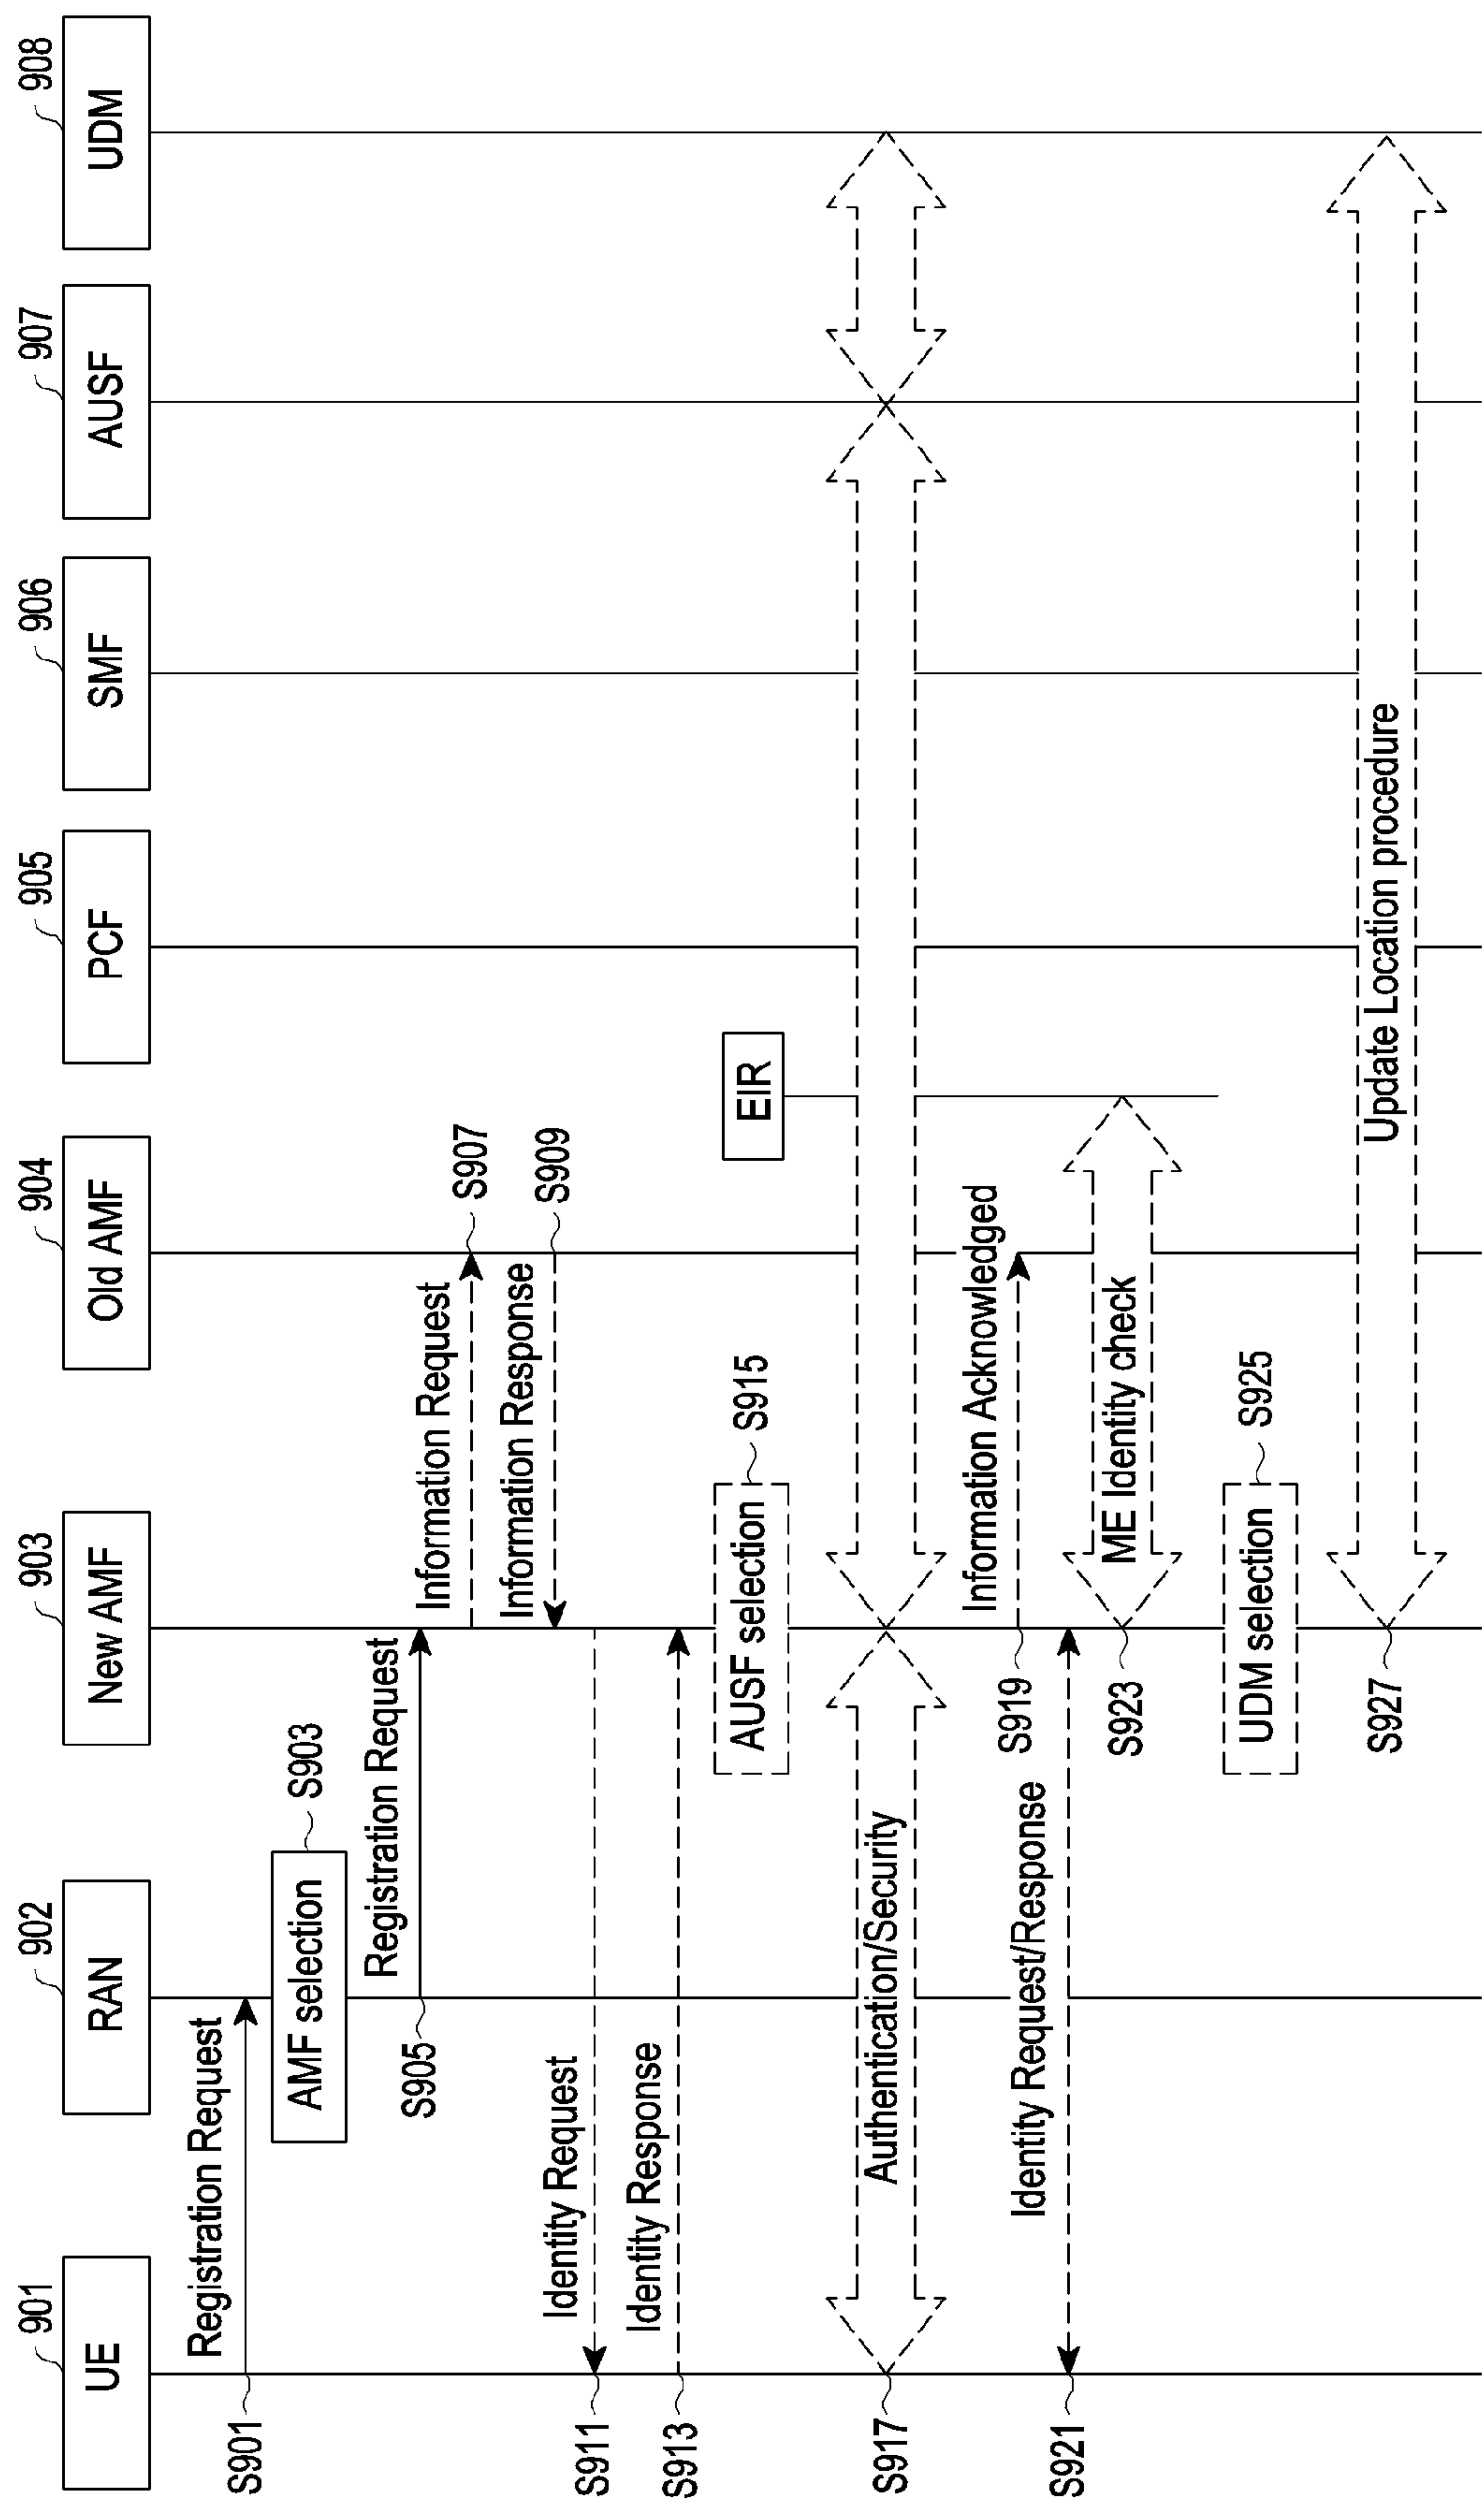 901
902
903
904
905
906
907
908
UE
RAN
New AMF
Old AMF
PCF
SMF
AUSF
UDM
Registration Request
S901
AMF selection
S903
Registration Request
S905
Information Request
S907
Information Response
S909
Identity Request
S911
Identity Response
S913
AUSF selection
S915
EIR
Authentication/Security
S917
Information Acknowledged
S919
Identity Request/Response
S921
ME Identity check
S923
UDM selection
S925
Update Location procedure
S927